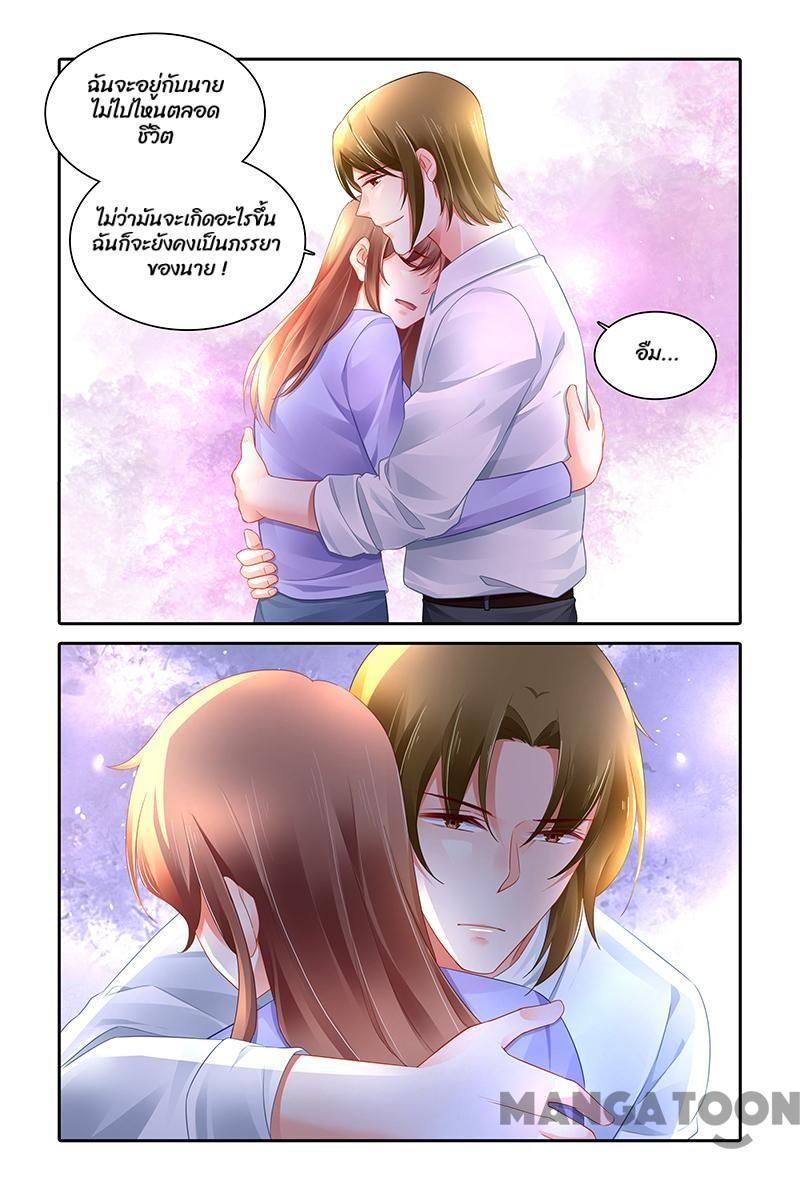 ฉันจะอยู่กับนาย
ไม่ไปไหนตลอด
ชีวิต
ไม่ว่ามันจะเกิดอะไรขึ้น
ฉันก็จะยังคงเป็นภรรยา
ของนาย !
อืม...
MANGATOON